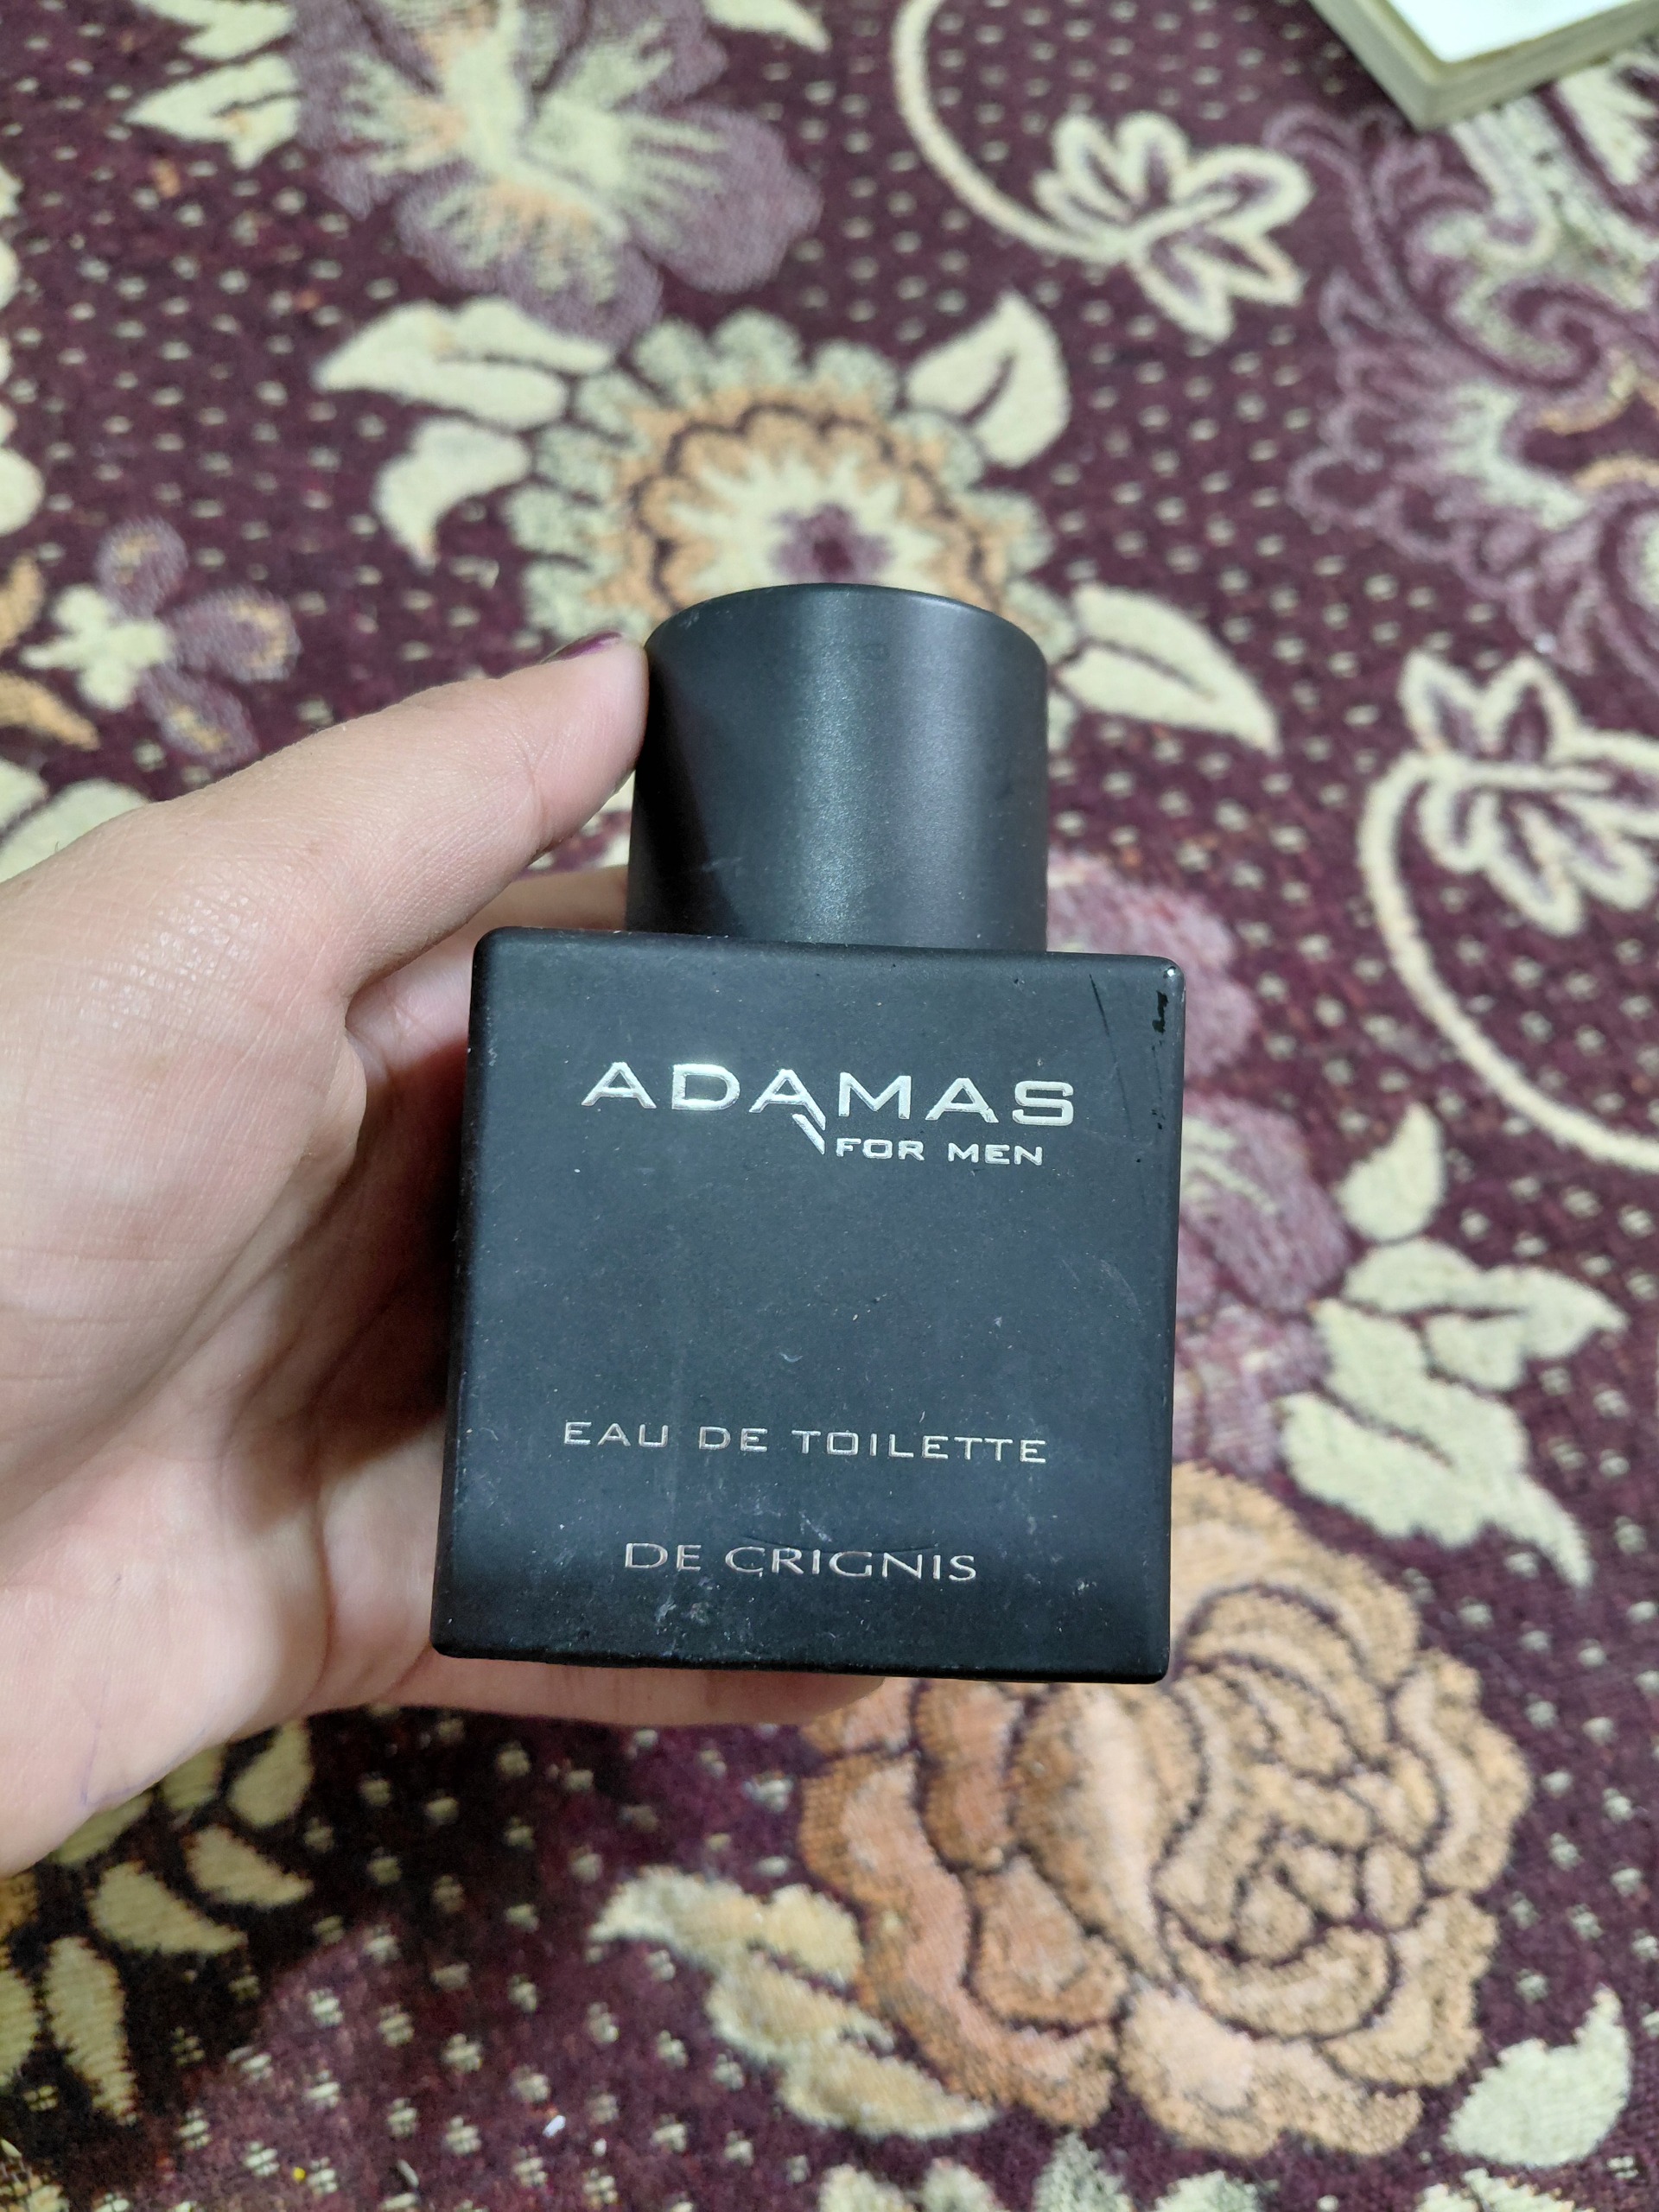 ADAMAS
FOR MEN
EAU DE TOILETTE
DE CRIGNIS